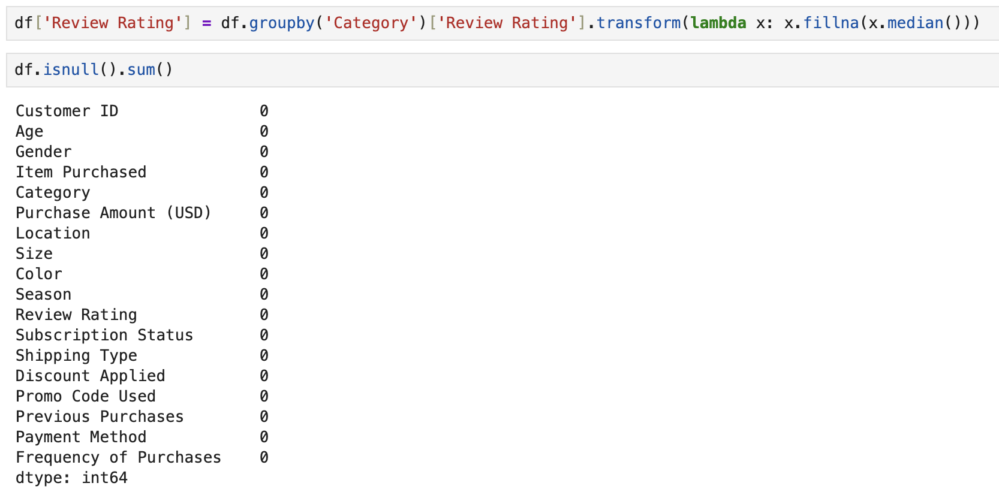 df['Review Rating'] = df.groupby('Category')['Review Rating'].transform(lambda x: x.fillna(x.median()))
df.isnull().sum()
Customer ID 0
Age 0
Gender 0
Item Purchased 0
Category 0
Purchase Amount (USD) 0
Location 0
Size 0
Color 0
Season 0
Review Rating 0
Subscription Status 0
Shipping Type 0
Discount Applied 0
Promo Code Used 0
Previous Purchases 0
Payment Method 0
Frequency of Purchases 0
dtype: int64